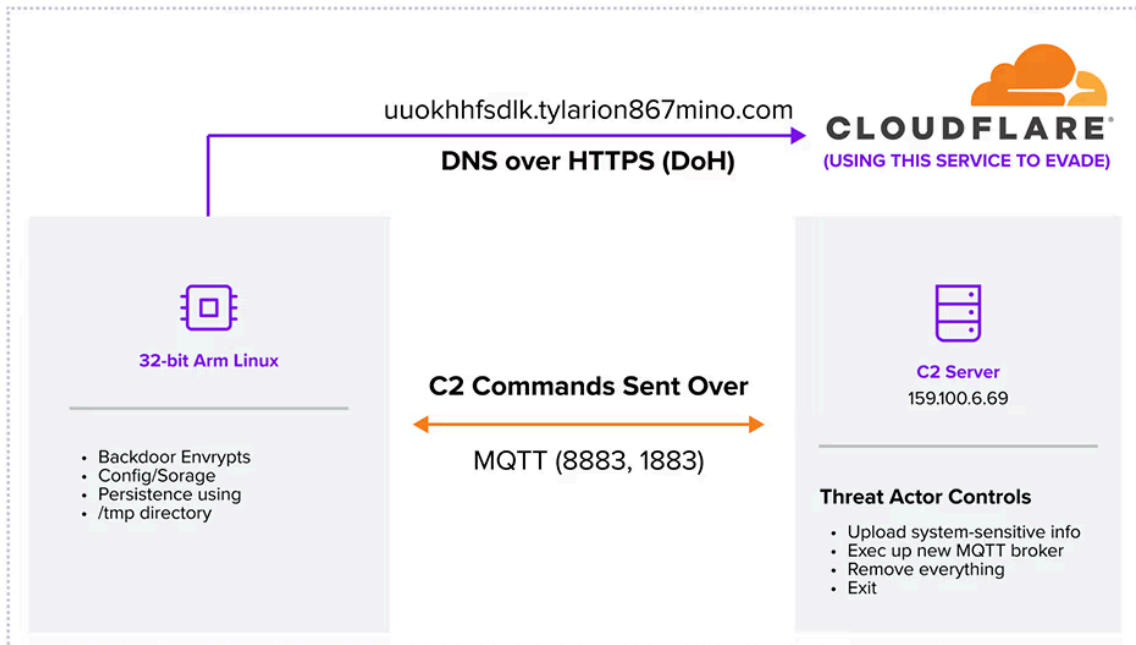 uuokhhfsdlk.tylarion867mino.com
DNS over HTTPS (DoH)
CLOUDFLARE
(USING THIS SERVICE TO EVADE)
32-bit Arm Linux
• Backdoor Envrypts
• Config/Sorage
• Persistence using
• /tmp directory
C2 Commands Sent Over
MQTT (8883, 1883)
C2 Server
159.100.6.69
Threat Actor Controls
• Upload system-sensitive info
• Exec up new MQTT broker
• Remove everything
• Exit